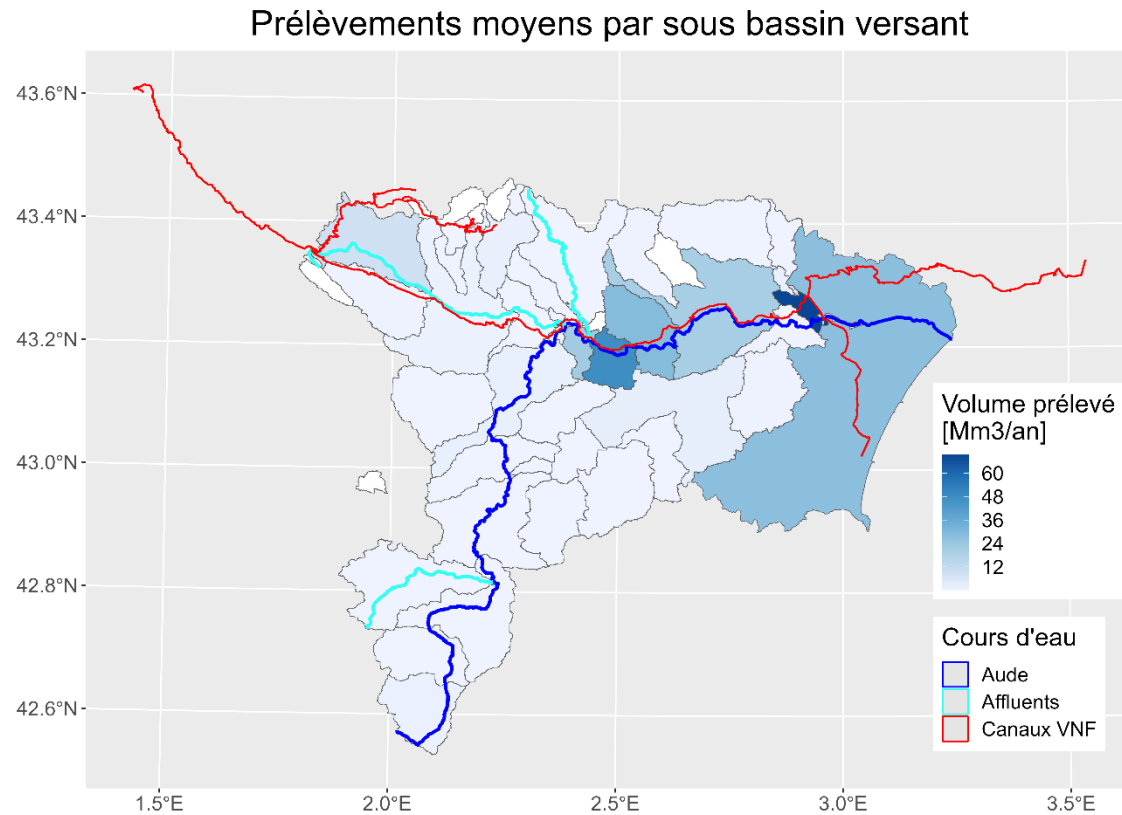 Prélèvements moyens par sous bassin versant
43.6°N
43.4°N
43.2°N
43.0°N
42.8°N
42.6°N
1.5°E
2.0°E
2.5°E
3.0°E
3.5°E
Volume prélevé
[Mm3/an]
60
48
36
24
12
Cours d'eau
Aude
Affluents
Canaux VNF